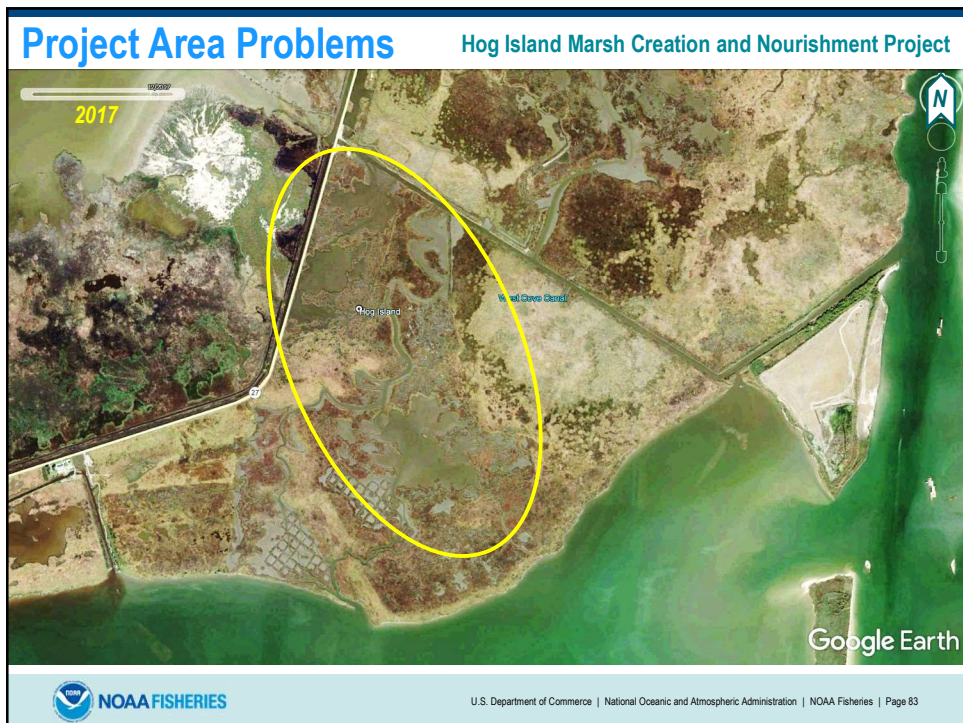 Project Area Problems
Hog Island Marsh Creation and Nourishment Project
2017
N
Hog Island
West Cove Canal
27
Google Earth
NOAA
NOAA FISHERIES
U.S. Department of Commerce | National Oceanic and Atmospheric Administration | NOAA Fisheries | Page 83